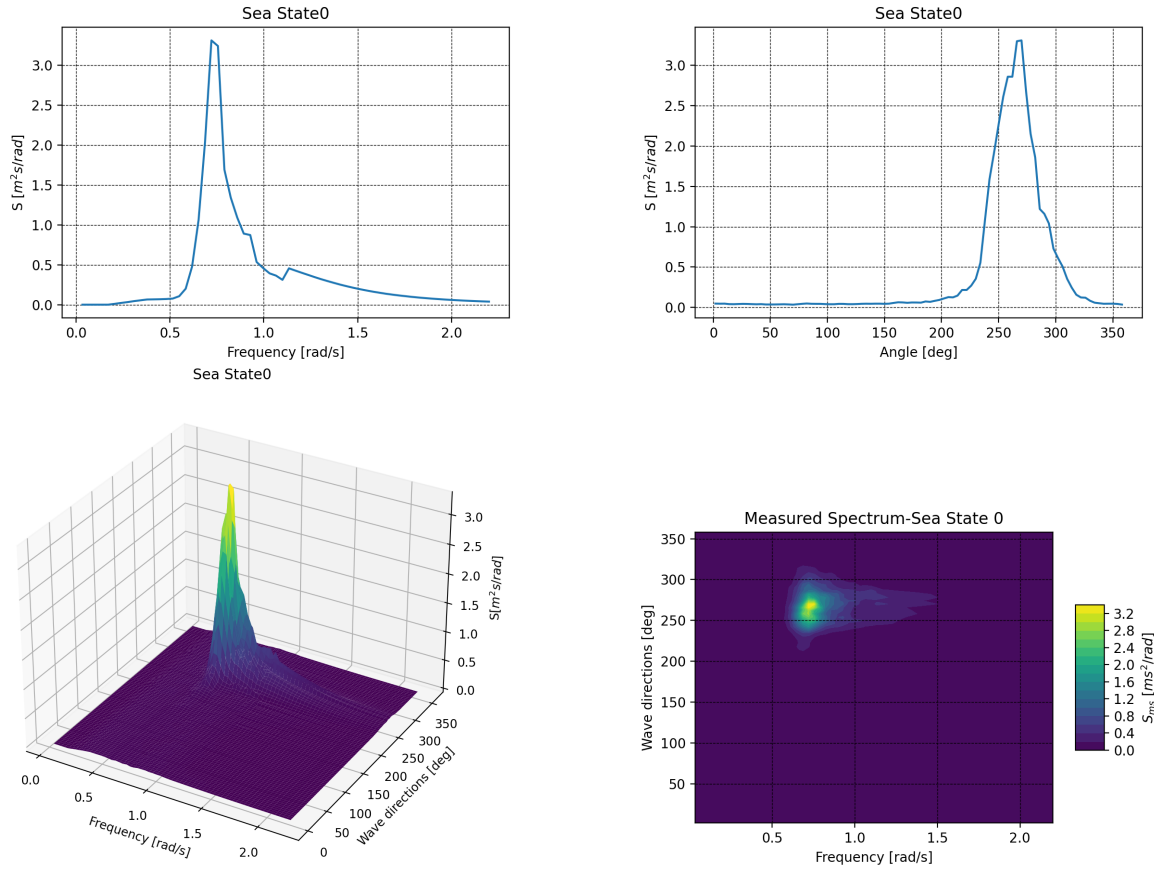 Sea State0
3.0
2.5
2.0
1.5
1.0
0.5
0.0
S [m²s/rad]
0.0 0.5 1.0 1.5 2.0
Frequency [rad/s]
Sea State0
3.0
2.5
2.0
1.5
1.0
0.5
0.0
S [m²s/rad]
0 50 100 150 200 250 300 350
Angle [deg]
Sea State0
3.0
2.5
2.0
1.5
1.0
0.5
0.0
S[m²s/rad]
0.0 0.5 1.0 1.5 2.0
Frequency [rad/s]
0 50 100 150 200 250 300 350
Wave directions [deg]
Measured Spectrum-Sea State 0
350
300
250
200
150
100
50
Wave directions [deg]
0.5 1.0 1.5 2.0
Frequency [rad/s]
3.2
2.8
2.4
2.0
1.6
1.2
0.8
0.4
0.0
S_ms [ms²/rad]